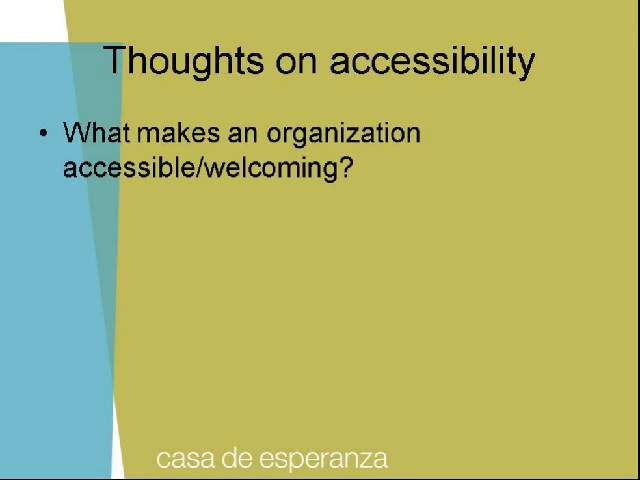 Thoughts on accessibility
• What makes an organization
accessible/welcoming?
casa de esperanza